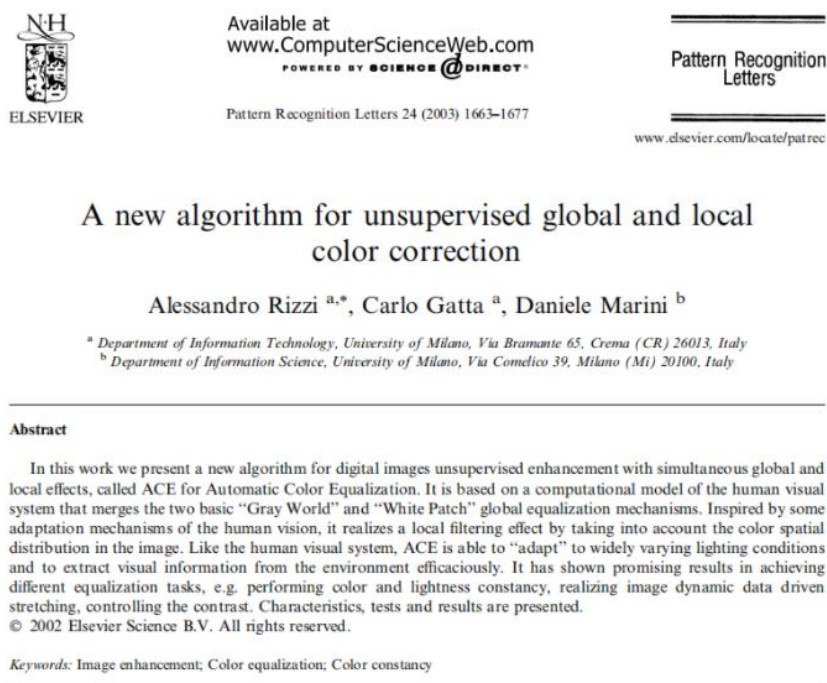 N·H
ELSEVIER
Available at
www.ComputerScienceWeb.com
POWERED BY SCIENCE @DIRECT®
Pattern Recognition Letters 24 (2003) 1663–1677
Pattern Recognition
Letters
www.elsevier.com/locate/patrec
A new algorithm for unsupervised global and local
color correction
Alessandro Rizzi a,*, Carlo Gatta a, Daniele Marini b
a Department of Information Technology, University of Milano, Via Bramante 65, Crema (CR) 26013, Italy
b Department of Information Science, University of Milano, Via Comelico 39, Milano (Mi) 20100, Italy
Abstract
In this work we present a new algorithm for digital images unsupervised enhancement with simultaneous global and
local effects, called ACE for Automatic Color Equalization. It is based on a computational model of the human visual
system that merges the two basic “Gray World” and “White Patch” global equalization mechanisms. Inspired by some
adaptation mechanisms of the human vision, it realizes a local filtering effect by taking into account the color spatial
distribution in the image. Like the human visual system, ACE is able to “adapt” to widely varying lighting conditions
and to extract visual information from the environment efficaciously. It has shown promising results in achieving
different equalization tasks, e.g. performing color and lightness constancy, realizing image dynamic data driven
stretching, controlling the contrast. Characteristics, tests and results are presented.
© 2002 Elsevier Science B.V. All rights reserved.
Keywords: Image enhancement; Color equalization; Color constancy